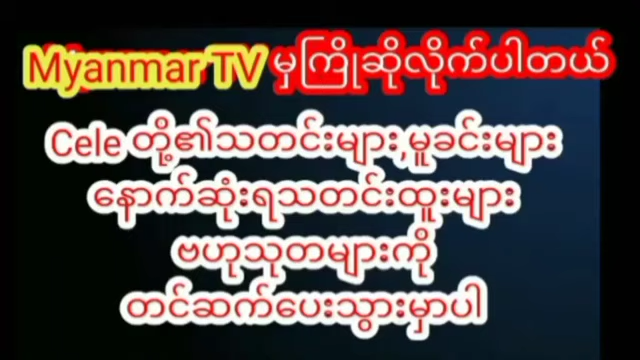 Myanmar TV မှကြိုဆိုလိုက်ပါတယ်
Cele တို့၏သတင်းများ,မူခင်းများ
နောက်ဆုံးရသတင်းထူးများ
ဗဟုသုတများကို
တင်ဆက်ပေးသွားမှာပါ